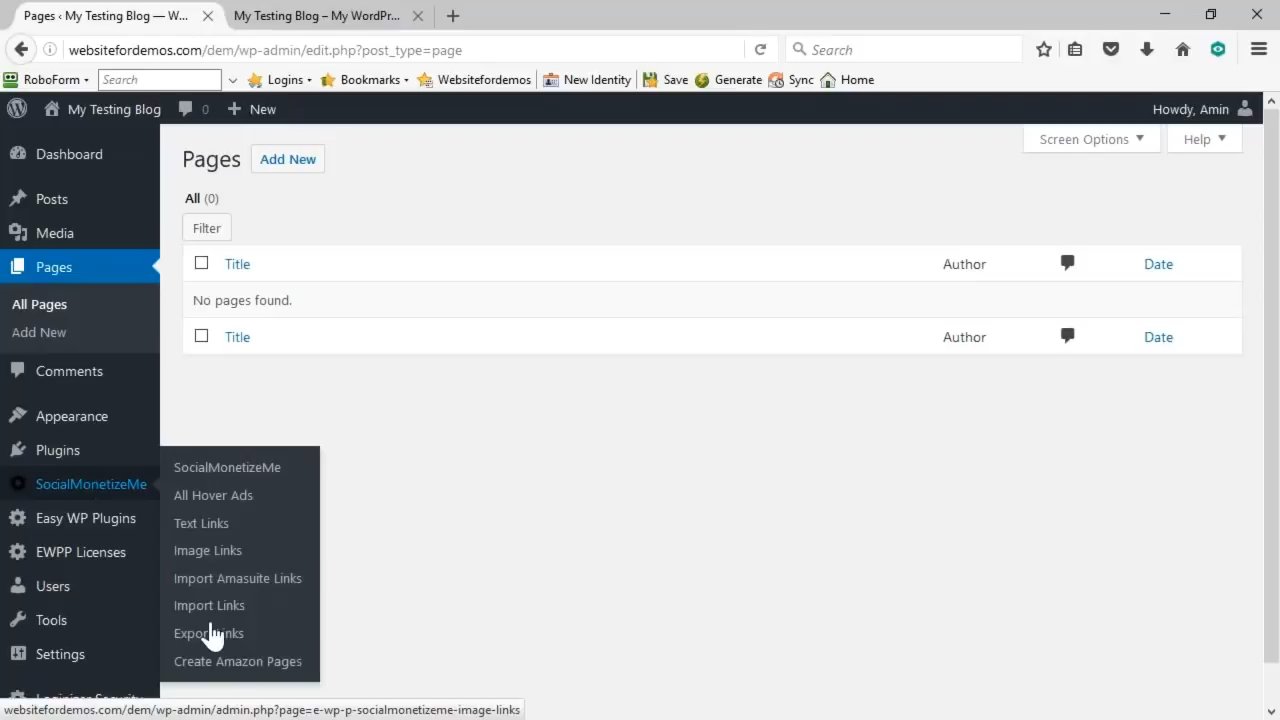 Pages ‹ My Testing Blog — W...
My Testing Blog – My WordPr...
websitefordemos.com/dem/wp-admin/edit.php?post_type=page
Search
RoboForm
Search
Logins
Bookmarks
Websitefordemos
New Identity
Save
Generate
Sync
Home
My Testing Blog
0
New
Howdy, Amin
Dashboard
Posts
Media
Pages
All Pages
Add New
Comments
Appearance
Plugins
SocialMonetizeMe
Easy WP Plugins
EWPP Licenses
Users
Tools
Settings
Loginizer Security
SocialMonetizeMe
All Hover Ads
Text Links
Image Links
Import Amasuite Links
Import Links
Export Links
Create Amazon Pages
Pages
Add New
Screen Options
Help
All (0)
Filter
Title
Author
Date
No pages found.
Title
Author
Date
websitefordemos.com/dem/wp-admin/admin.php?page=e-wp-p-socialmonetizeme-image-links